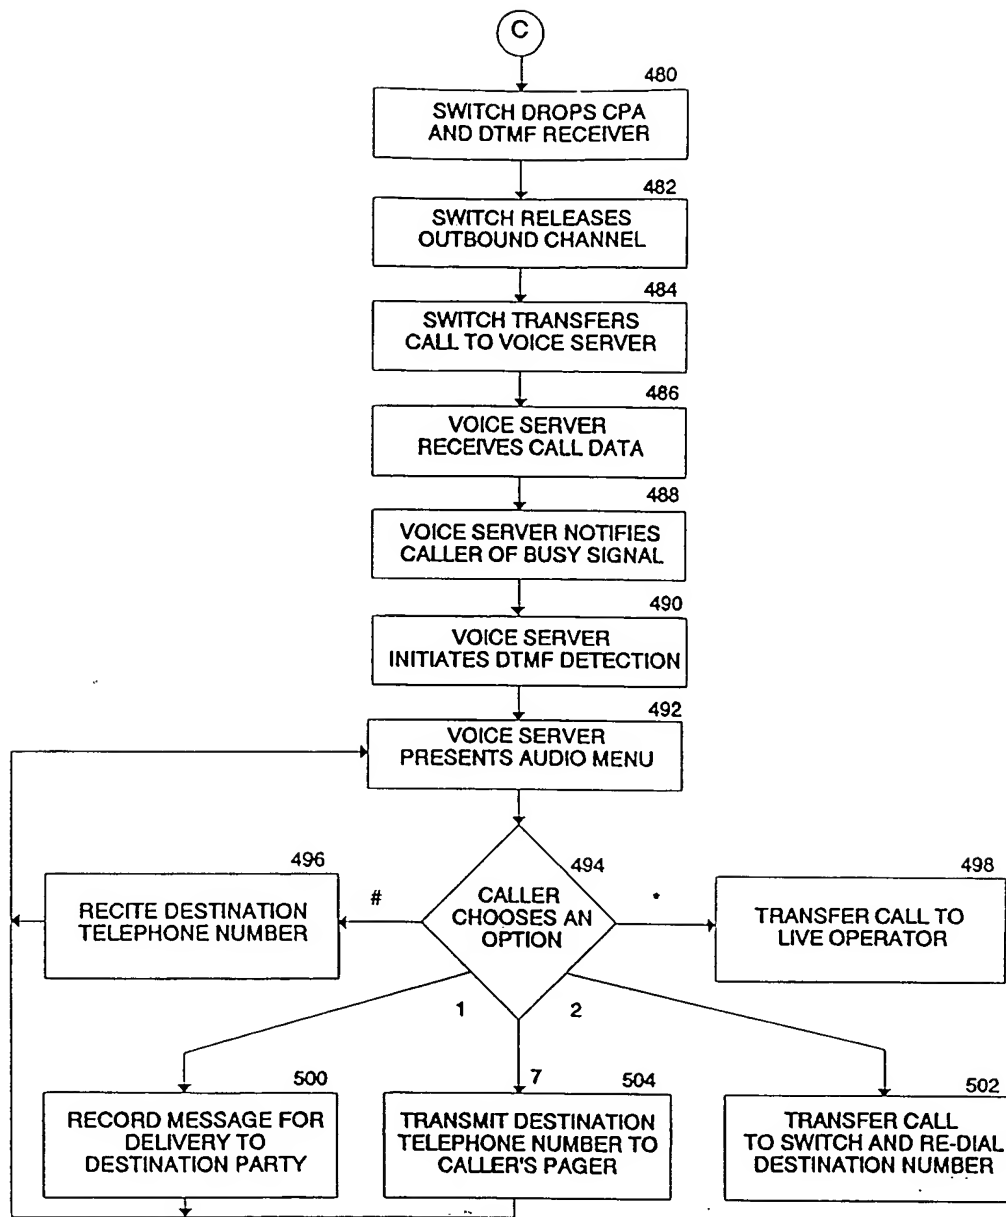 C
480
SWITCH DROPS CPA
AND DTMF RECEIVER
482
SWITCH RELEASES
OUTBOUND CHANNEL
484
SWITCH TRANSFERS
CALL TO VOICE SERVER
486
VOICE SERVER
RECEIVES CALL DATA
488
VOICE SERVER NOTIFIES
CALLER OF BUSY SIGNAL
490
VOICE SERVER
INITIATES DTMF DETECTION
492
VOICE SERVER
PRESENTS AUDIO MENU
494
CALLER
CHOOSES AN
OPTION
#
496
RECITE DESTINATION
TELEPHONE NUMBER
*
498
TRANSFER CALL TO
LIVE OPERATOR
1
500
RECORD MESSAGE FOR
DELIVERY TO
DESTINATION PARTY
7
504
TRANSMIT DESTINATION
TELEPHONE NUMBER TO
CALLER'S PAGER
2
502
TRANSFER CALL
TO SWITCH AND RE-DIAL
DESTINATION NUMBER